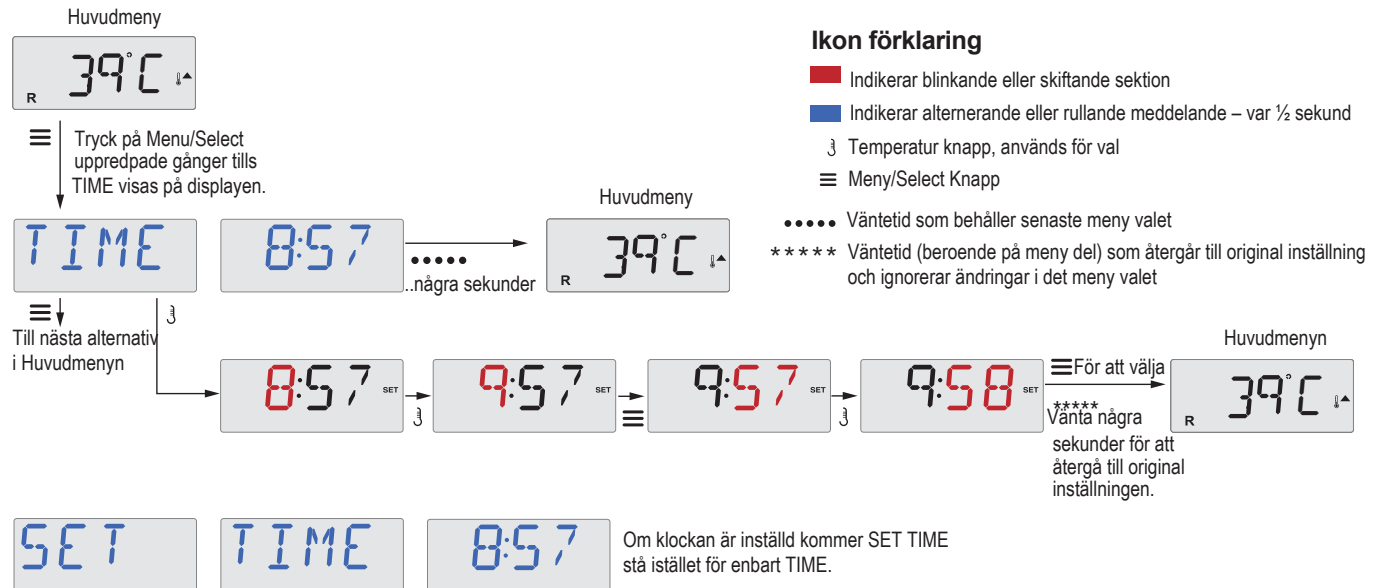 Huvudmeny
39°C
R
Tryck på Menu/Select
uppredpade gånger tills
TIME visas på displayen.
Ikon förklaring
Indikerar blinkande eller skiftande sektion
Indikerar alternerande eller rullande meddelande – var ½ sekund
Temperatur knapp, används för val
Meny/Select Knapp
••••• Väntetid som behåller senaste meny valet
***** Väntetid (beroende på meny del) som återgår till original inställning
och ignorerar ändringar i det meny valet
TIME
8:57
•••••
..några sekunder
Huvudmeny
39°C
R
Till nästa alternativ
i Huvudmenyn
8:57 SET
9:57 SET
9:57 SET
9:58 SET
För att välja
*****
Vänta några
sekunder för att
återgå till original
inställningen.
Huvudmenyn
39°C
R
SET
TIME
8:57
Om klockan är inställd kommer SET TIME
stå istället för enbart TIME.